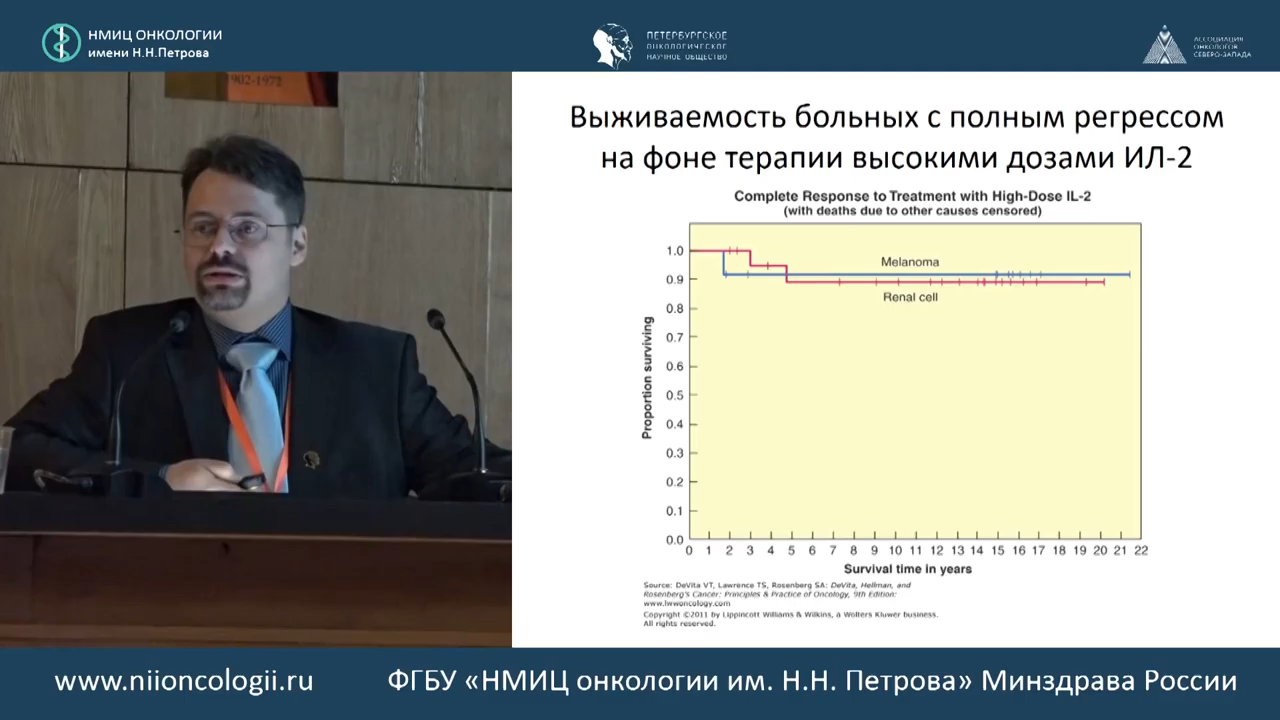 НМИЦ ОНКОЛОГИИ
имени Н.Н.Петрова
ПЕТЕРБУРГСКОЕ
ОНКОЛОГИЧЕСКОЕ
НАУЧНОЕ ОБЩЕСТВО
АССОЦИАЦИЯ
ОНКОЛОГОВ
СЕВЕРО-ЗАПАДА
1902-1972
Выживаемость больных с полным регрессом
на фоне терапии высокими дозами ИЛ-2
Complete Response to Treatment with High-Dose IL-2
(with deaths due to other causes censored)
Proportion surviving
1.0
0.9
0.8
0.7
0.6
0.5
0.4
0.3
0.2
0.1
0.0
Melanoma
Renal cell
0 1 2 3 4 5 6 7 8 9 10 11 12 13 14 15 16 17 18 19 20 21 22
Survival time in years
Source: DeVita VT, Lawrence TS, Rosenberg SA: DeVita, Hellman, and
Rosenberg's Cancer: Principles & Practice of Oncology, 9th Edition:
www.lwwoncology.com
Copyright ©2011 by Lippincott Williams & Wilkins, a Wolters Kluwer business.
All rights reserved.
www.niioncologii.ru
ФГБУ «НМИЦ онкологии им. Н.Н. Петрова» Минздрава России